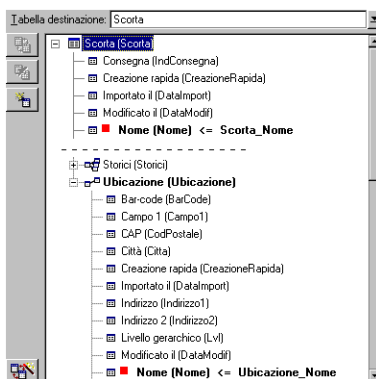 Tabella destinazione: Scorta
Scorta (Scorta)
Consegna (IndConsegna)
Creazione rapida (CreazioneRapida)
Importato il (DataImport)
Modificato il (DataModif)
Nome (Nome) <= Scorta_Nome
Storici (Storici)
Ubicazione (Ubicazione)
Bar-code (BarCode)
Campo 1 (Campo1)
CAP (CodPostale)
Città (Citta)
Creazione rapida (CreazioneRapida)
Importato il (DataImport)
Indirizzo (Indirizzo1)
Indirizzo 2 (Indirizzo2)
Livello gerarchico (Lvl)
Modificato il (DataModif)
Nome (Nome) <= Ubicazione_Nome